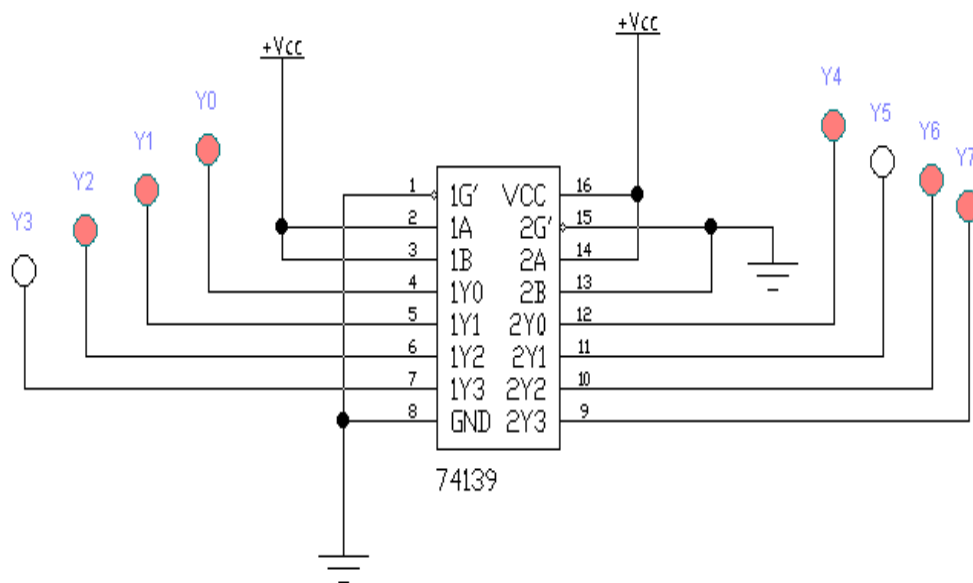 +Vcc
+Vcc
Y0
Y1
Y2
Y3
Y4
Y5
Y6
Y7
1 1G' VCC 16
2 1A 2G' 15
3 1B 2A 14
4 1Y0 2B 13
5 1Y1 2Y0 12
6 1Y2 2Y1 11
7 1Y3 2Y2 10
8 GND 2Y3 9
74139